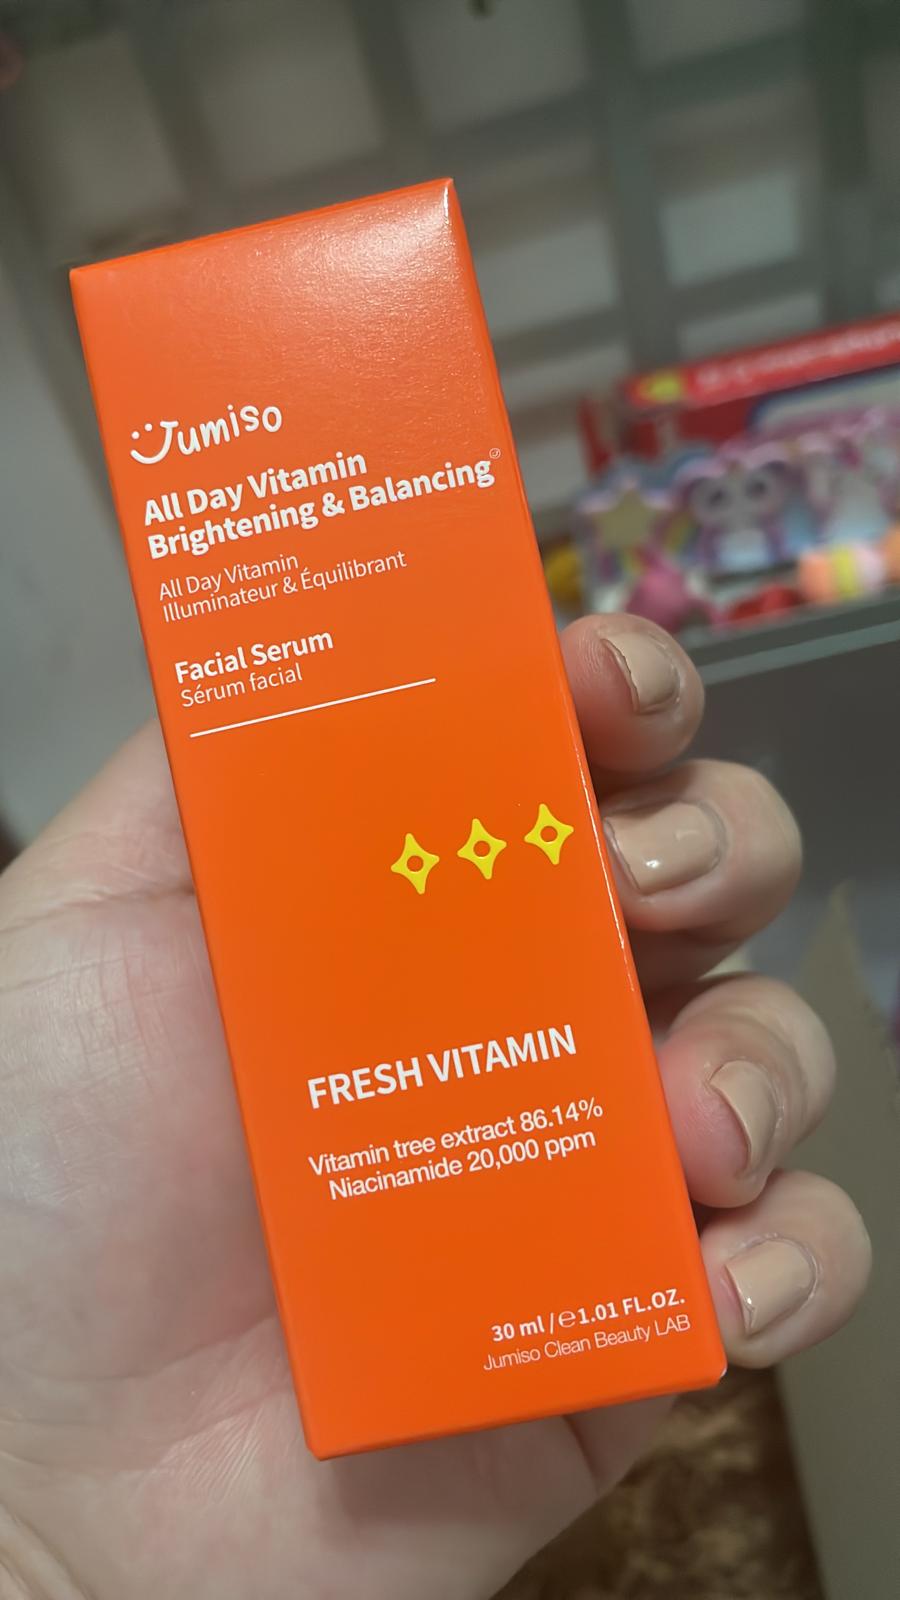 Jumiso
All Day Vitamin
Brightening & Balancing
All Day Vitamin
Illuminateur & Équilibrant
Facial Serum
Sérum facial
FRESH VITAMIN
Vitamin tree extract 86.14%
Niacinamide 20,000 ppm
30 ml / ℮ 1.01 FL.OZ.
Jumiso Clean Beauty LAB